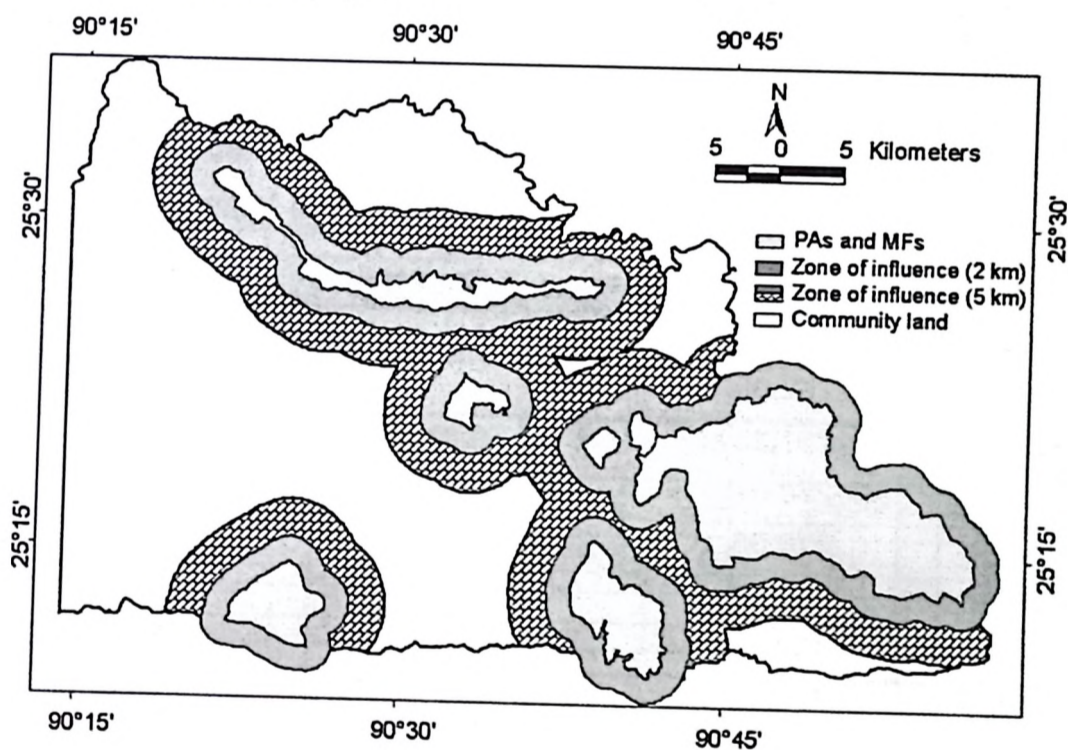 90°15'
90°30'
90°45'
N
5 0 5 Kilometers
25°30'
25°30'
PAs and MFs
Zone of influence (2 km)
Zone of influence (5 km)
Community land
25°15'
25°15'
90°15'
90°30'
90°45'